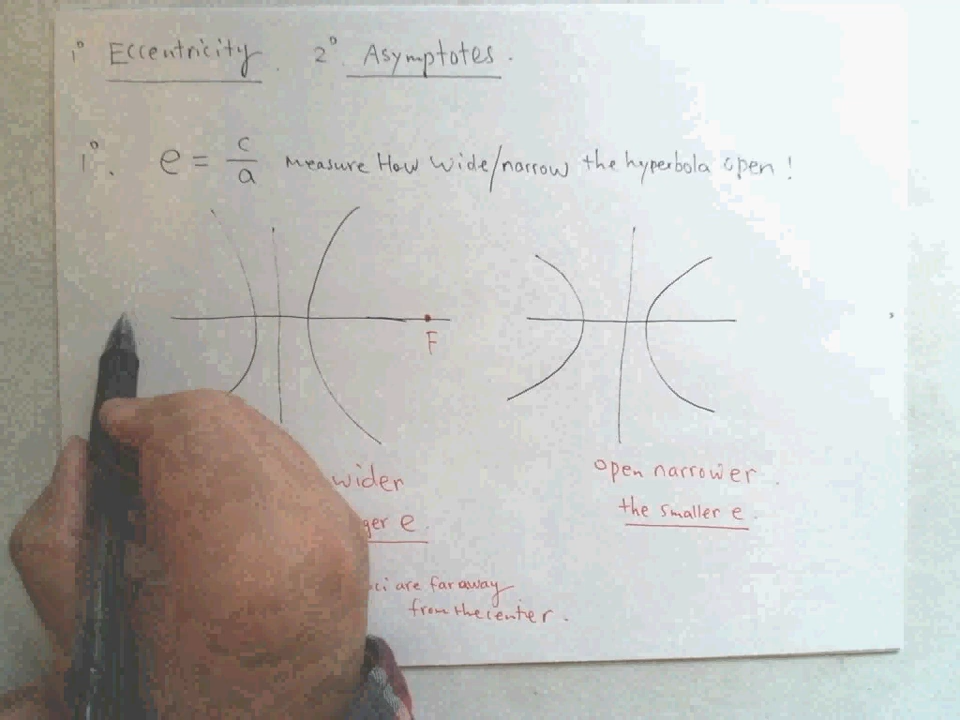 1° Eccentricity. 2° Asymptotes.
1°. e = c/a measure How wide/narrow the hyperbola open!
F
wider
open narrower.
e.
the smaller e.
are far away
from the center.